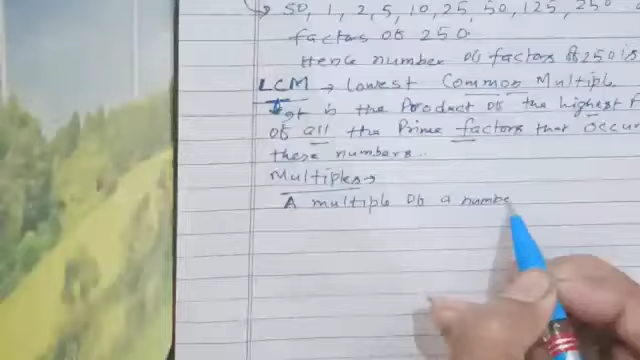 → 50, 1, 2, 5, 10, 25, 50, 125, 250
factors of 250
Hence number of factors of 250 is
LCM → Lowest Common Multiple
It is the Product of the highest
of all the Prime factors that occur
these numbers.
Multiples→
A multiple of a numbe